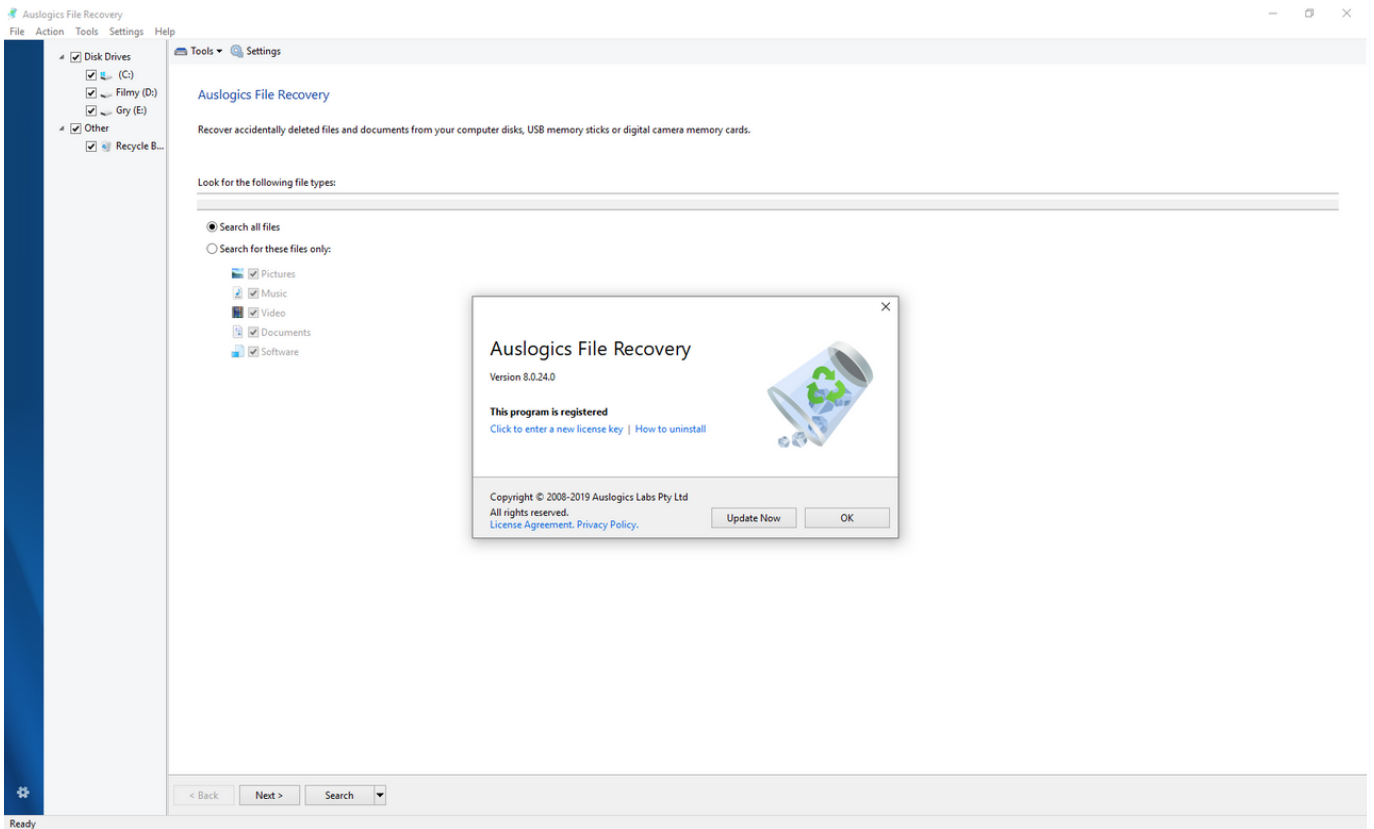 Auslogics File Recovery
File Action Tools Settings Help
Disk Drives
(C:)
Filmy (D:)
Gry (E:)
Other
Recycle B...
Tools Settings
Auslogics File Recovery
Recover accidentally deleted files and documents from your computer disks, USB memory sticks or digital camera memory cards.
Look for the following file types:
Search all files
Search for these files only:
Pictures
Music
Video
Documents
Software
Auslogics File Recovery
Version 8.0.24.0
This program is registered
Click to enter a new license key | How to uninstall
Copyright © 2008-2019 Auslogics Labs Pty Ltd
All rights reserved.
License Agreement. Privacy Policy.
Update Now OK
< Back Next > Search
Ready